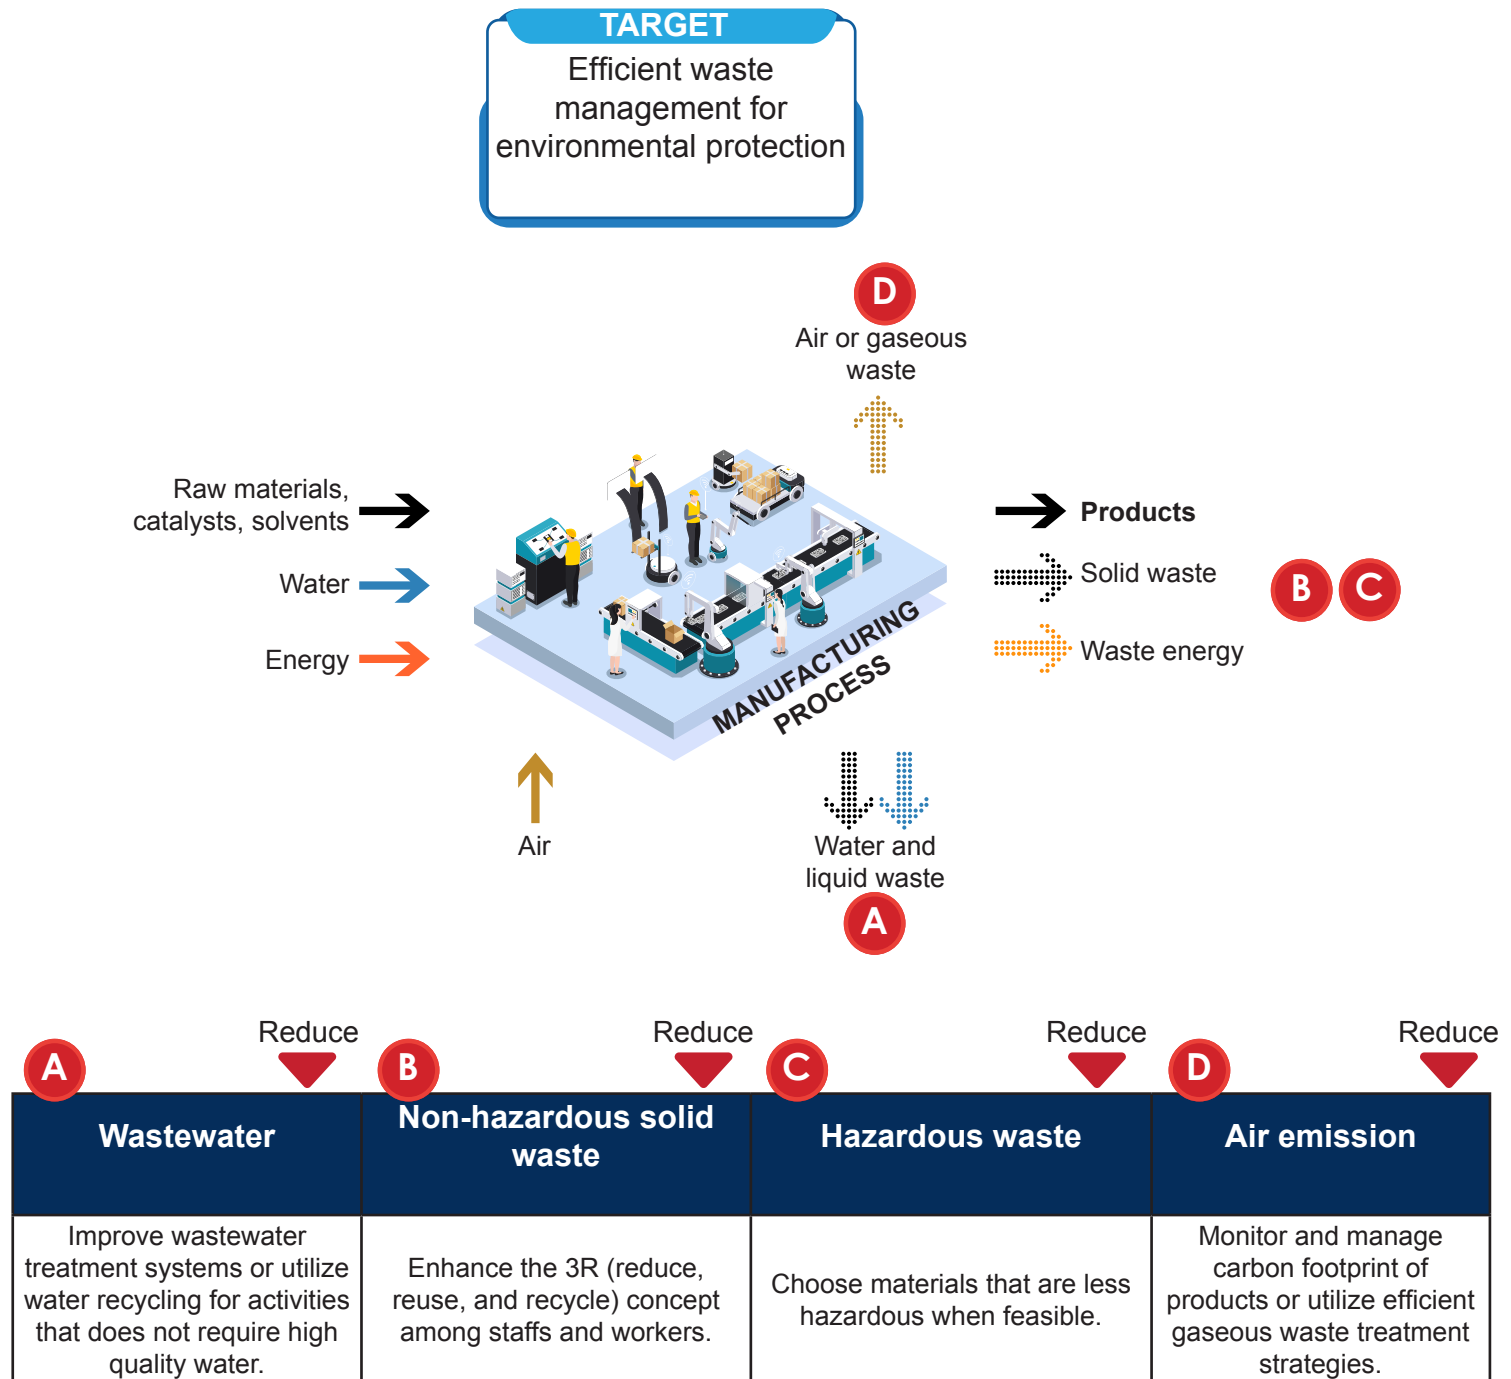 TARGET
Efficient waste
management for
environmental protection
D
Air or gaseous
waste
Raw materials,
catalysts, solvents
Water
Energy
Air
MANUFACTURING
PROCESS
Products
Solid waste
B C
Waste energy
Water and
liquid waste
A
Reduce
Reduce
Reduce
Reduce
A
B
C
D
Wastewater
Non-hazardous solid
waste
Hazardous waste
Air emission
Improve wastewater
treatment systems or utilize
water recycling for activities
that does not require high
quality water.
Enhance the 3R (reduce,
reuse, and recycle) concept
among staffs and workers.
Choose materials that are less
hazardous when feasible.
Monitor and manage
carbon footprint of
products or utilize efficient
gaseous waste treatment
strategies.